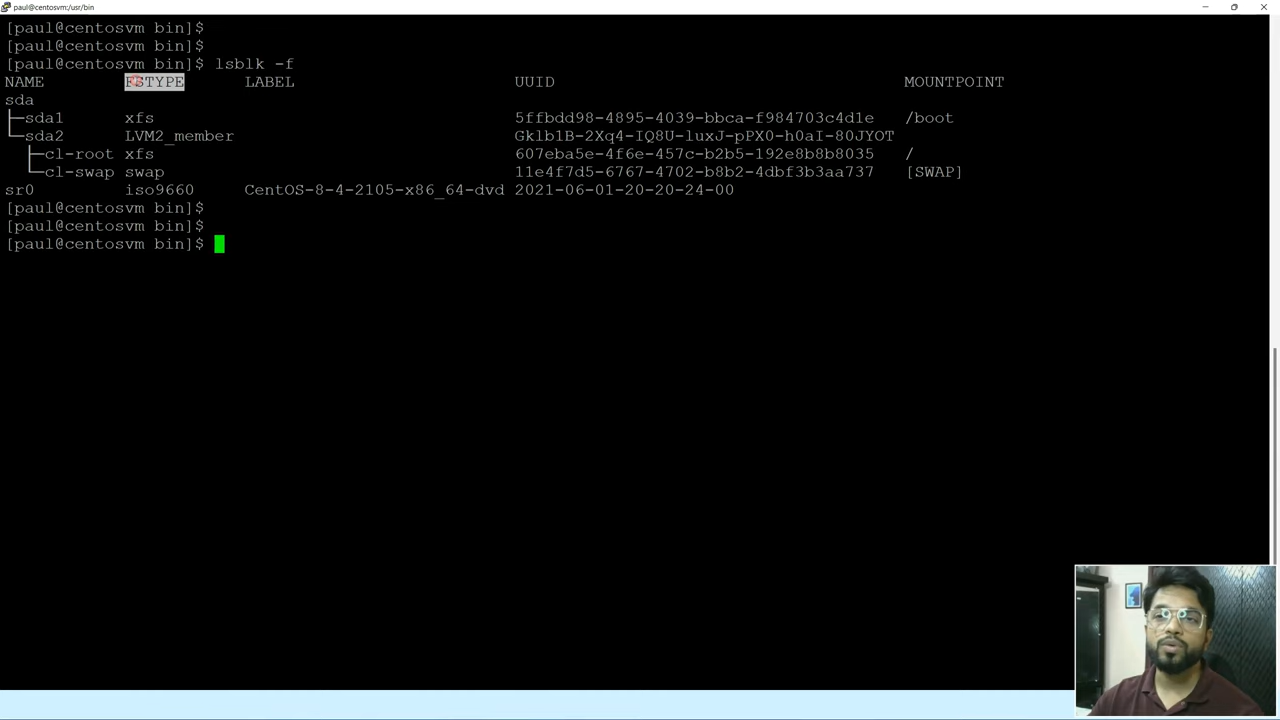 paul@centosvm:/usr/bin
[paul@centosvm bin]$
[paul@centosvm bin]$
[paul@centosvm bin]$ lsblk -f
NAME FSTYPE LABEL UUID MOUNTPOINT
sda
├─sda1 xfs 5ffbdd98-4895-4039-bbca-f984703c4d1e /boot
└─sda2 LVM2_member Gklb1B-2Xq4-IQ8U-luxJ-pPX0-h0aI-80JYOT
├─cl-root xfs 607eba5e-4f6e-457c-b2b5-192e8b8b8035 /
└─cl-swap swap 11e4f7d5-6767-4702-b8b2-4dbf3b3aa737 [SWAP]
sr0 iso9660 CentOS-8-4-2105-x86_64-dvd 2021-06-01-20-20-24-00
[paul@centosvm bin]$
[paul@centosvm bin]$
[paul@centosvm bin]$